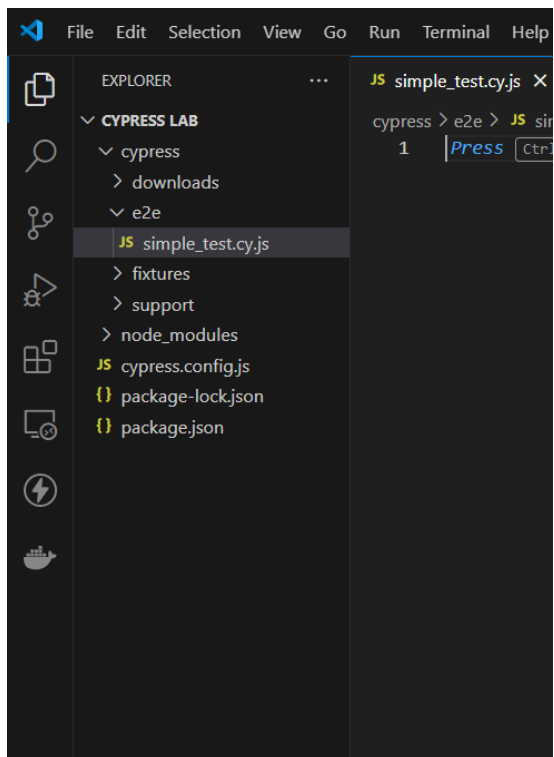 File Edit Selection View Go Run Terminal Help
EXPLORER ...
JS simple_test.cy.js
CYPRESS LAB
cypress > e2e > JS
cypress
1 Press
downloads
e2e
JS simple_test.cy.js
fixtures
support
node_modules
JS cypress.config.js
{} package-lock.json
{} package.json